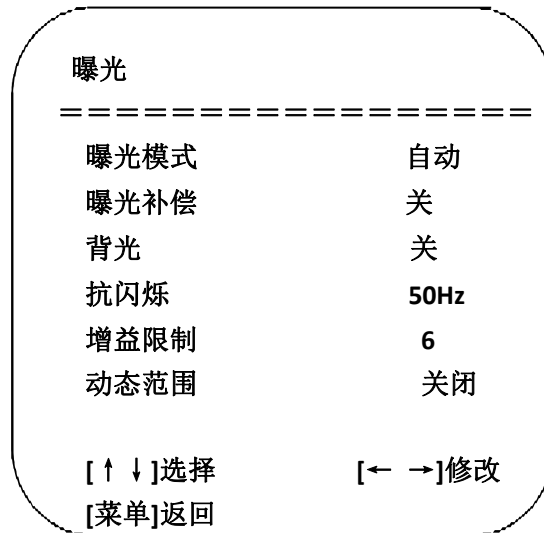 曝光
==================
曝光模式 自动
曝光补偿 关
背光 关
抗闪烁 50Hz
增益限制 6
动态范围 关闭
[↑↓]选择 [← →]修改
[菜单]返回